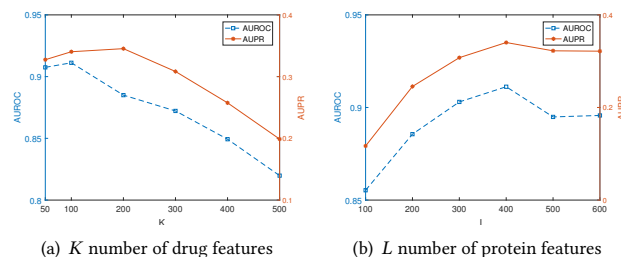 0.95
0.9
0.85
0.8
AUROC
0.4
0.3
0.2
0.1
AUPR
AUROC
AUPR
50 100 200 300 400 500
K
(a) K number of drug features
0.95
0.9
0.85
AUROC
0.4
0.2
0
AUPR
AUROC
AUPR
100 200 300 400 500 600
L
(b) L number of protein features